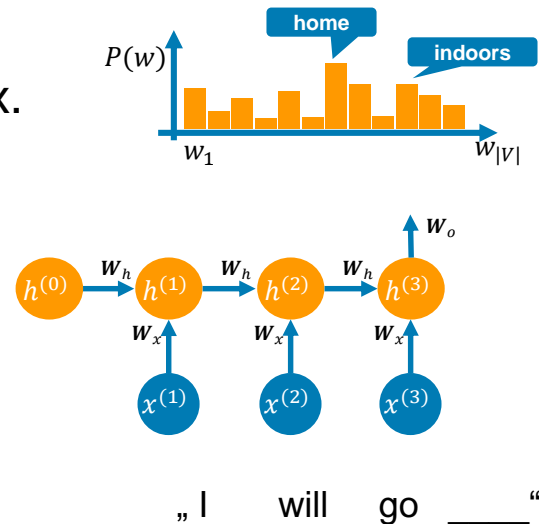 home
P(w)
indoors
x.
w₁
w|V|
Wₒ
Wₕ Wₕ Wₕ
h⁽⁰⁾ h⁽¹⁾ h⁽²⁾ h⁽³⁾
Wₓ Wₓ Wₓ
x⁽¹⁾ x⁽²⁾ x⁽³⁾
„ I will go ____“